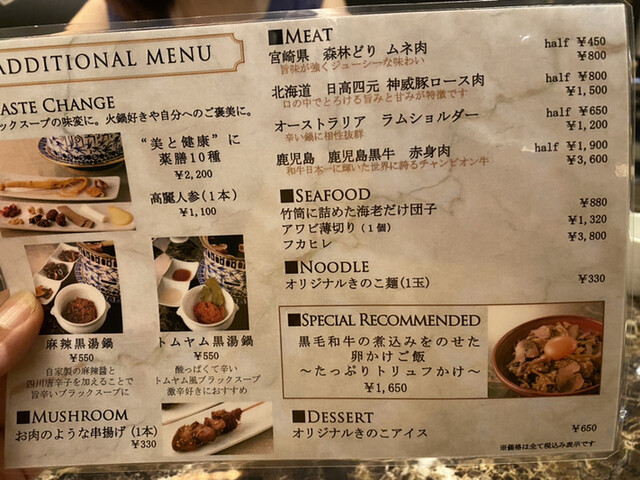 ADDITIONAL MENU
TASTE CHANGE
ブラックスープの味変に。火鍋好きや自分へのご褒美に。
“美と健康”に
薬膳10種
¥2,200
高麗人参(1本)
¥1,100
麻辣黒湯鍋
¥550
自家製の麻辣醤と
四川唐辛子を加えることで
旨辛いブラックスープに
トムヤム黒湯鍋
¥550
酸っぱくて辛い
トムヤム風ブラックスープ
激辛好きにおすすめ
■MUSHROOM
お肉のような串揚げ(1本)
¥330
■MEAT
宮崎県 森林どり ムネ肉 half ¥450
旨味が強くジューシーな味わい ¥800
北海道 日高四元 神威豚ロース肉 half ¥800
口の中でとろける旨みと甘みが特徴です ¥1,500
オーストラリア ラムショルダー half ¥650
辛い鍋に相性抜群 ¥1,200
鹿児島 鹿児島黒牛 赤身肉 half ¥1,900
和牛日本一に輝いた世界に誇るチャンピオン牛 ¥3,600
■SEAFOOD
竹筒に詰めた海老だけ団子 ¥880
アワビ薄切り(1個) ¥1,320
フカヒレ ¥3,800
■NOODLE
オリジナルきのこ麺(1玉) ¥330
■SPECIAL RECOMMENDED
黒毛和牛の煮込みをのせた
卵かけご飯
～たっぷりトリュフかけ～
¥1,650
■DESSERT
オリジナルきのこアイス ¥650
※価格は全て税込み表示です